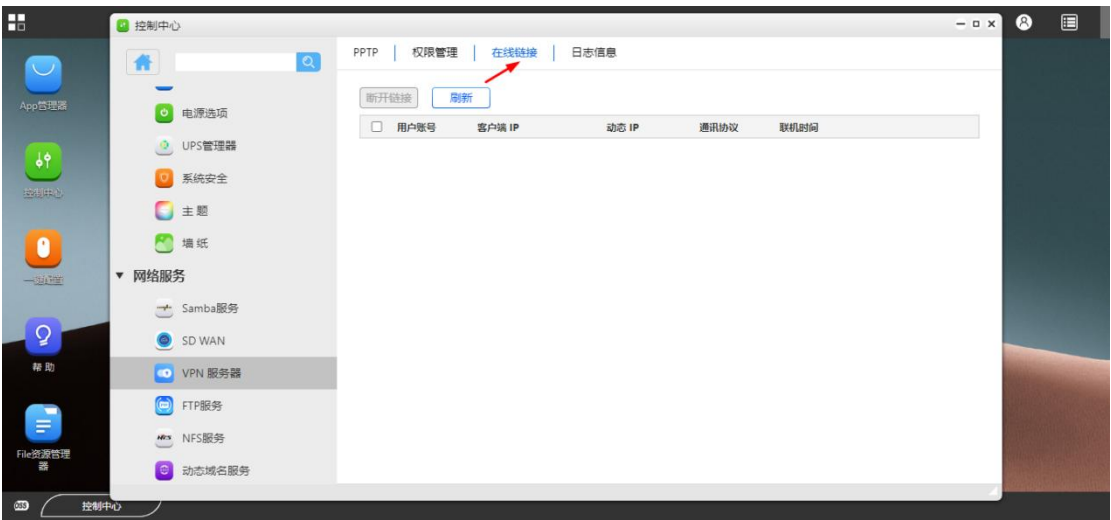 控制中心
App管理器
控制中心
一键配置
帮 助
File资源管理
器
电源选项
UPS管理器
系统安全
主 题
墙 纸
网络服务
Samba服务
SD WAN
VPN 服务器
FTP服务
NFS
NFS服务
动态域名服务
PPTP 权限管理 在线链接 日志信息
断开链接 刷新
用户账号 客户端 IP 动态 IP 通讯协议 联机时间
控制中心